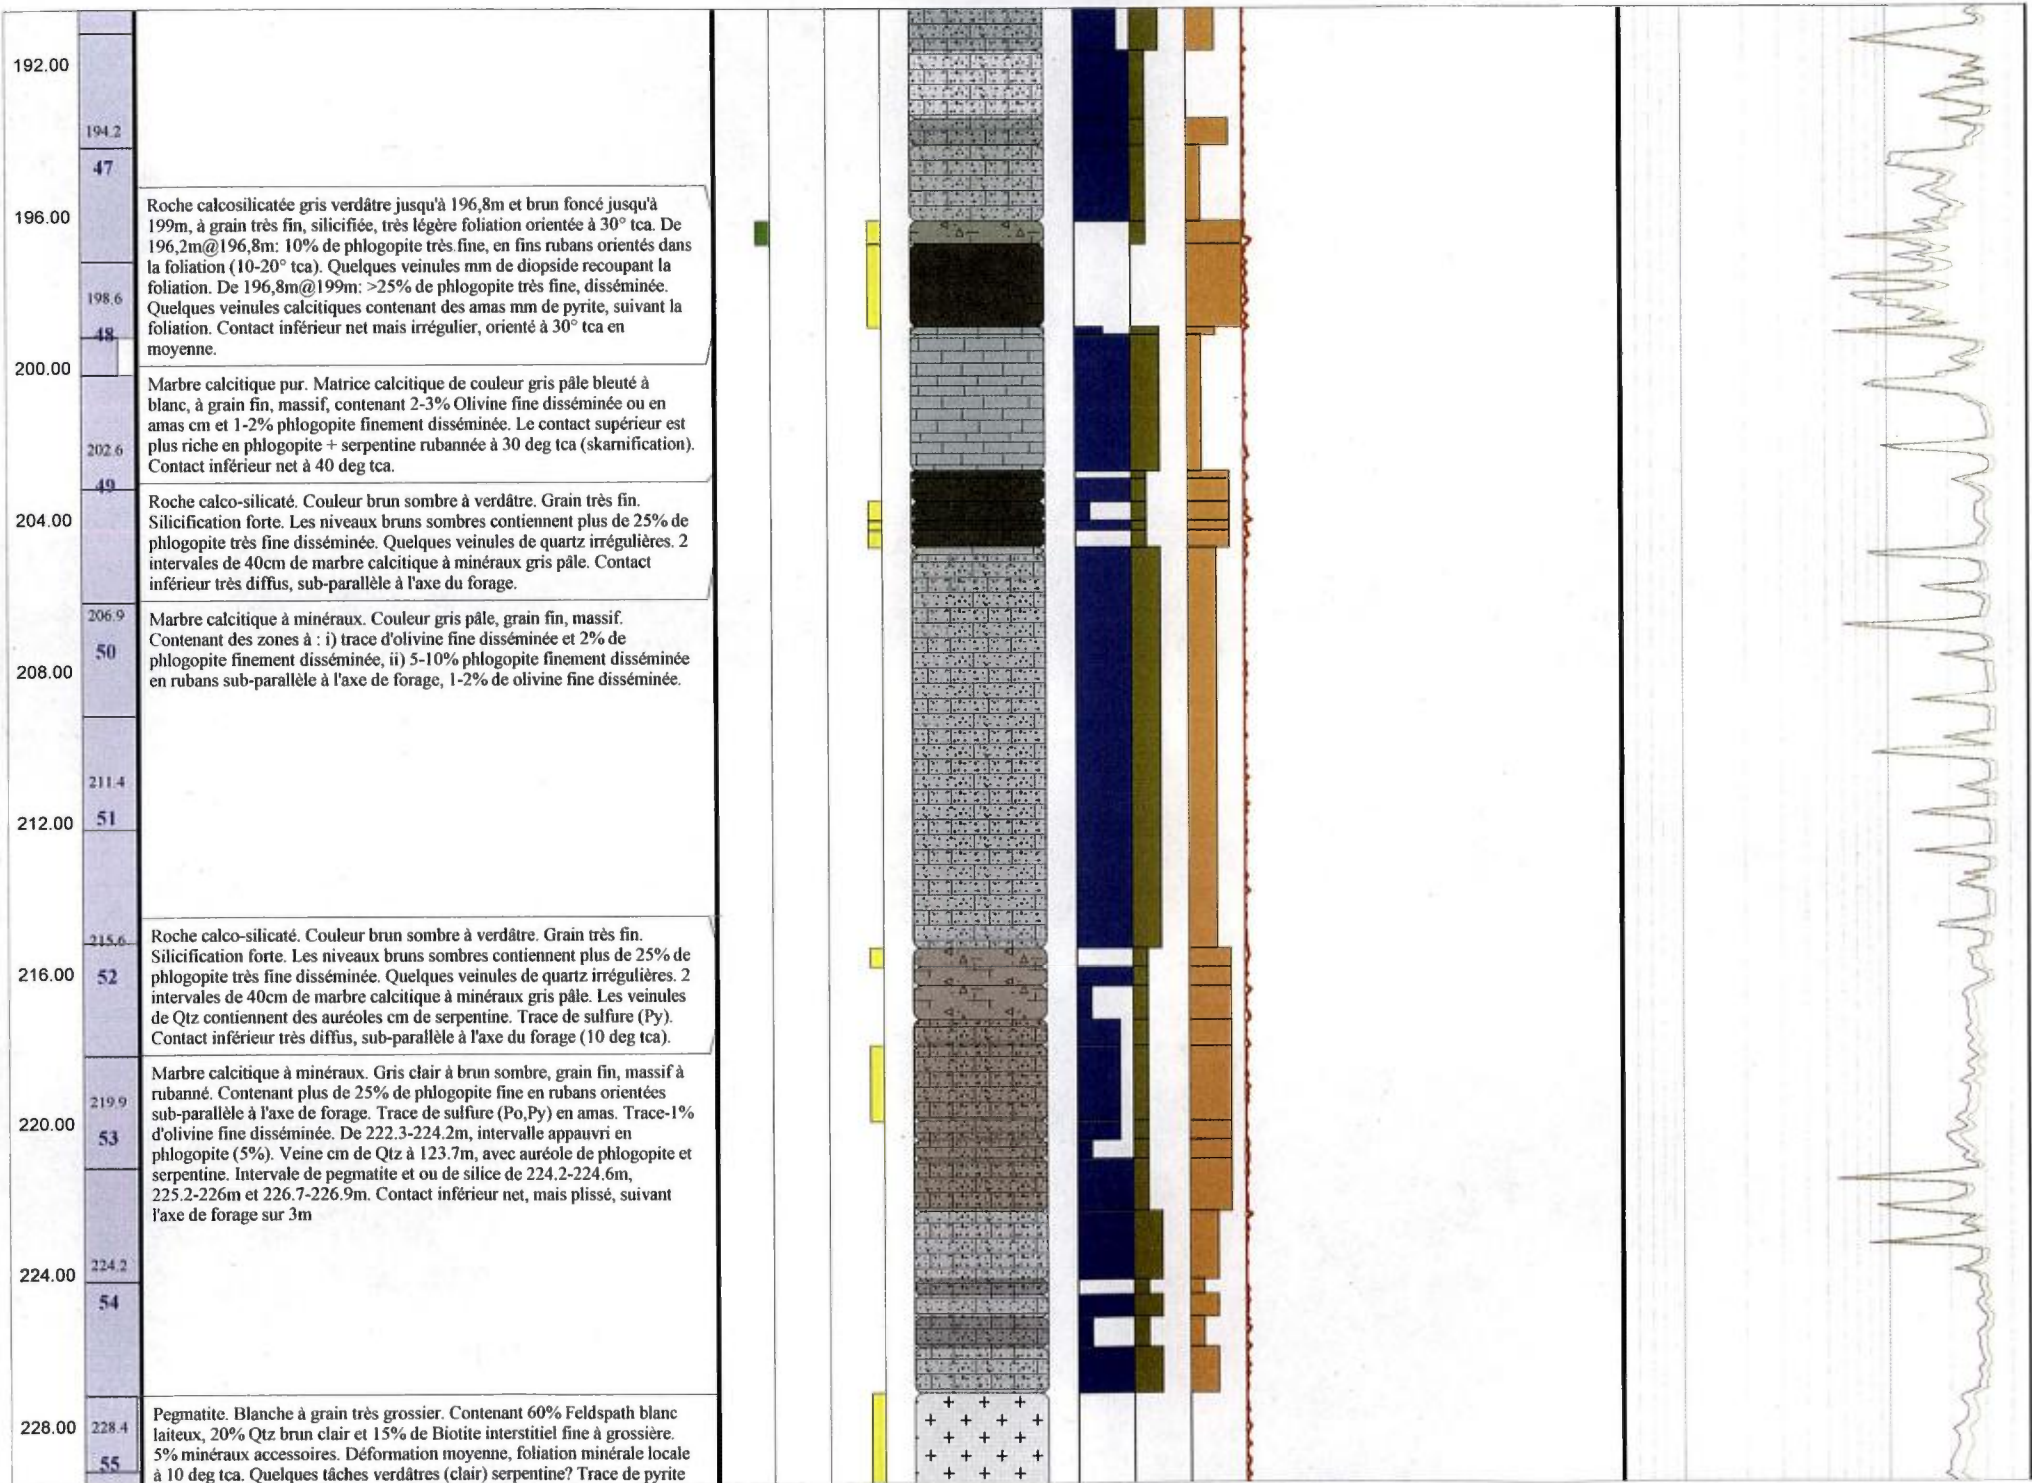 192.00
194.2
47
196.00
198.6
48
200.00
202.6
49
204.00
206.9
50
208.00
211.4
51
212.00
215.6
52
216.00
219.9
53
220.00
224.2
224.00
54
228.00
228.4
55
Roche calcosilicatée gris verdâtre jusqu'à 196,8m et brun foncé jusqu'à
199m, à grain très fin, silicifiée, très légère foliation orientée à 30° tca. De
196,2m@196,8m: 10% de phlogopite très fine, en fins rubans orientés dans
la foliation (10-20° tca). Quelques veinules mm de diopside recoupant la
foliation. De 196,8m@199m: >25% de phlogopite très fine, disséminée.
Quelques veinules calcitiques contenant des amas mm de pyrite, suivant la
foliation. Contact inférieur net mais irrégulier, orienté à 30° tca en
moyenne.
Marbre calcitique pur. Matrice calcitique de couleur gris pâle bleuté à
blanc, à grain fin, massif, contenant 2-3% Olivine fine disséminée ou en
amas cm et 1-2% phlogopite finement disséminée. Le contact supérieur est
plus riche en phlogopite + serpentine rubannée à 30 deg tca (skarnification).
Contact inférieur net à 40 deg tca.
Roche calco-silicaté. Couleur brun sombre à verdâtre. Grain très fin.
Silicification forte. Les niveaux bruns sombres contiennent plus de 25% de
phlogopite très fine disséminée. Quelques veinules de quartz irrégulières. 2
intervales de 40cm de marbre calcitique à minéraux gris pâle. Contact
inférieur très diffus, sub-parallèle à l'axe du forage.
Marbre calcitique à minéraux. Couleur gris pâle, grain fin, massif.
Contenant des zones à : i) trace d'olivine fine disséminée et 2% de
phlogopite finement disséminée, ii) 5-10% phlogopite finement disséminée
en rubans sub-parallèle à l'axe de forage, 1-2% de olivine fine disséminée.
Roche calco-silicaté. Couleur brun sombre à verdâtre. Grain très fin.
Silicification forte. Les niveaux bruns sombres contiennent plus de 25% de
phlogopite très fine disséminée. Quelques veinules de quartz irrégulières. 2
intervales de 40cm de marbre calcitique à minéraux gris pâle. Les veinules
de Qtz contiennent des auréoles cm de serpentine. Trace de sulfure (Py).
Contact inférieur très diffus, sub-parallèle à l'axe du forage (10 deg tca).
Marbre calcitique à minéraux. Gris clair à brun sombre, grain fin, massif à
rubanné. Contenant plus de 25% de phlogopite fine en rubans orientées
sub-parallèle à l'axe de forage. Trace de sulfure (Po,Py) en amas. Trace-1%
d'olivine fine disséminée. De 222.3-224.2m, intervalle appauvri en
phlogopite (5%). Veine cm de Qtz à 123.7m, avec auréole de phlogopite et
serpentine. Intervale de pegmatite et ou de silice de 224.2-224.6m,
225.2-226m et 226.7-226.9m. Contact inférieur net, mais plissé, suivant
l'axe de forage sur 3m
Pegmatite. Blanche à grain très grossier. Contenant 60% Feldspath blanc
laiteux, 20% Qtz brun clair et 15% de Biotite interstitiel fine à grossière.
5% minéraux accessoires. Déformation moyenne, foliation minérale locale
à 10 deg tca. Quelques tâches verdâtres (clair) serpentine? Trace de pyrite